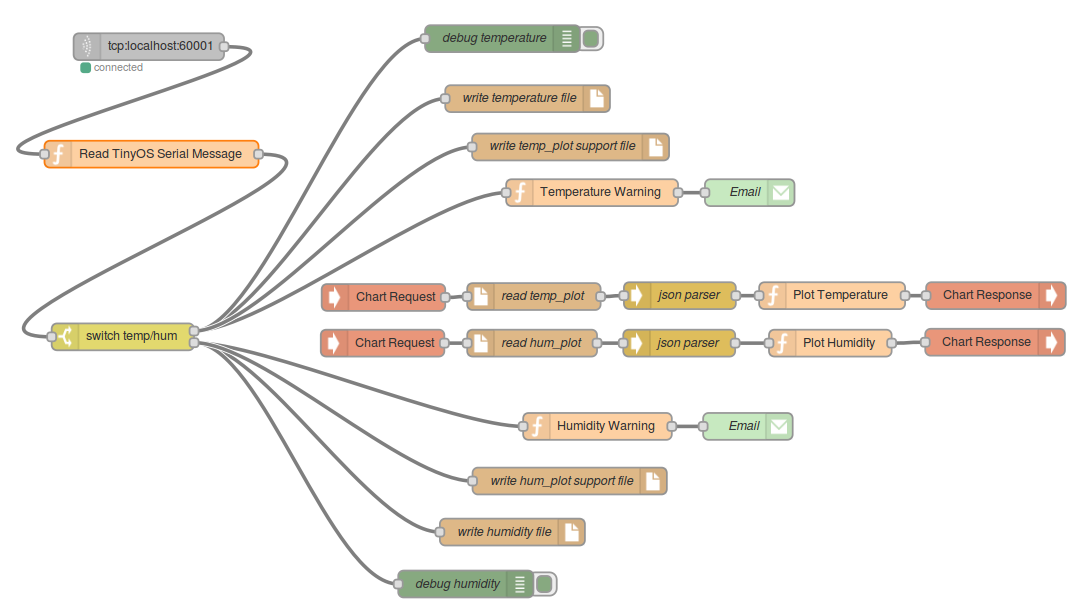 tcp:localhost:60001
connected
Read TinyOS Serial Message
switch temp/hum
debug temperature
write temperature file
write temp_plot support file
Temperature Warning
Email
Chart Request
read temp_plot
json parser
Plot Temperature
Chart Response
Chart Request
read hum_plot
json parser
Plot Humidity
Chart Response
Humidity Warning
Email
write hum_plot support file
write humidity file
debug humidity